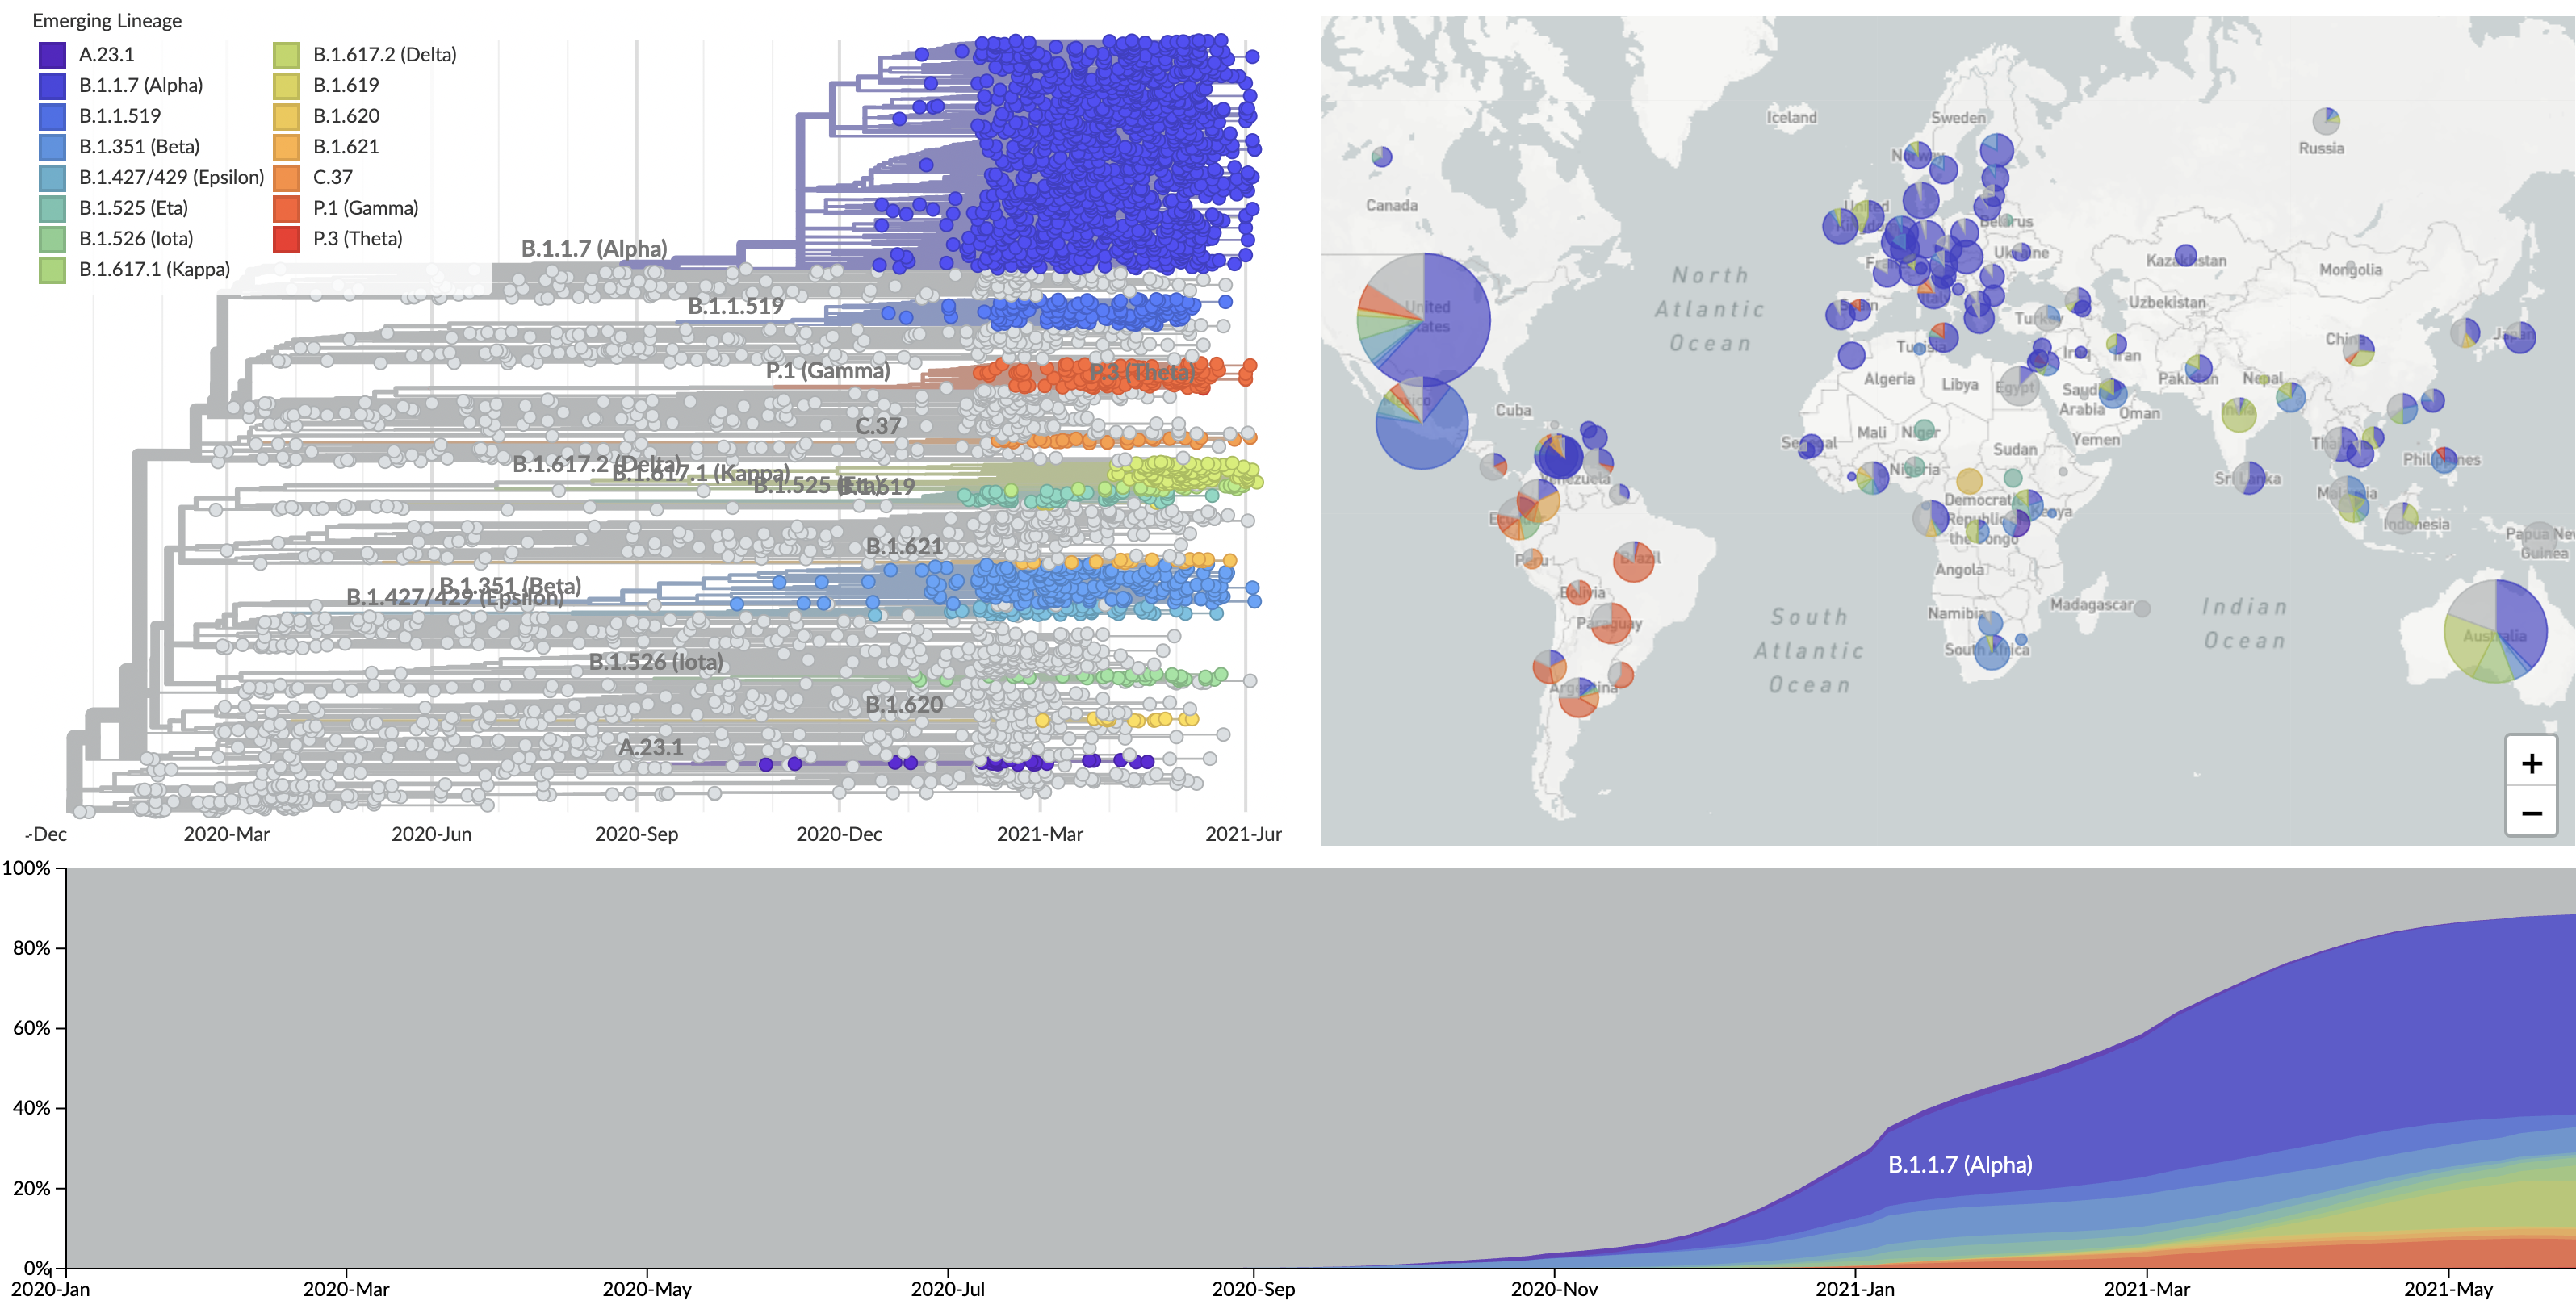 Emerging Lineage
A.23.1
B.1.1.7 (Alpha)
B.1.1.519
B.1.351 (Beta)
B.1.427/429 (Epsilon)
B.1.525 (Eta)
B.1.526 (Iota)
B.1.617.1 (Kappa)
B.1.617.2 (Delta)
B.1.619
B.1.620
B.1.621
C.37
P.1 (Gamma)
P.3 (Theta)
B.1.1.7 (Alpha)
B.1.1.519
P.1 (Gamma)
P.3 (Theta)
C.37
B.1.617.2 (Delta)
B.1.617.1 (Kappa)
B.1.525 (Eta)
B.1.619
B.1.621
B.1.351 (Beta)
B.1.427/429 (Epsilon)
B.1.526 (Iota)
B.1.620
A.23.1
-Dec
2020-Mar
2020-Jun
2020-Sep
2020-Dec
2021-Mar
2021-Jun
Iceland
Sweden
Norway
Russia
Canada
United
Kingdom
Belarus
Ukraine
Kazakhstan
Mongolia
North
Atlantic
Ocean
United
States
Italy
Spain
Uzbekistan
Turkey
China
Japan
Tunisia
Iraq
Iran
Algeria
Libya
Egypt
Saudi
Arabia
Pakistan
Nepal
Mexico
Cuba
Oman
India
Mali
Niger
Senegal
Sudan
Yemen
Philippines
Nigeria
Venezuela
Sri Lanka
Malaysia
Democratic
Republic
the Congo
Kenya
Indonesia
Papua New
Guinea
Ecuador
Peru
Brazil
Angola
Bolivia
Namibia
Madagascar
Paraguay
South
Atlantic
Ocean
Indian
Ocean
South Africa
Australia
Argentina
+
−
100%
80%
60%
40%
20%
0%
B.1.1.7 (Alpha)
2020-Jan
2020-Mar
2020-May
2020-Jul
2020-Sep
2020-Nov
2021-Jan
2021-Mar
2021-May